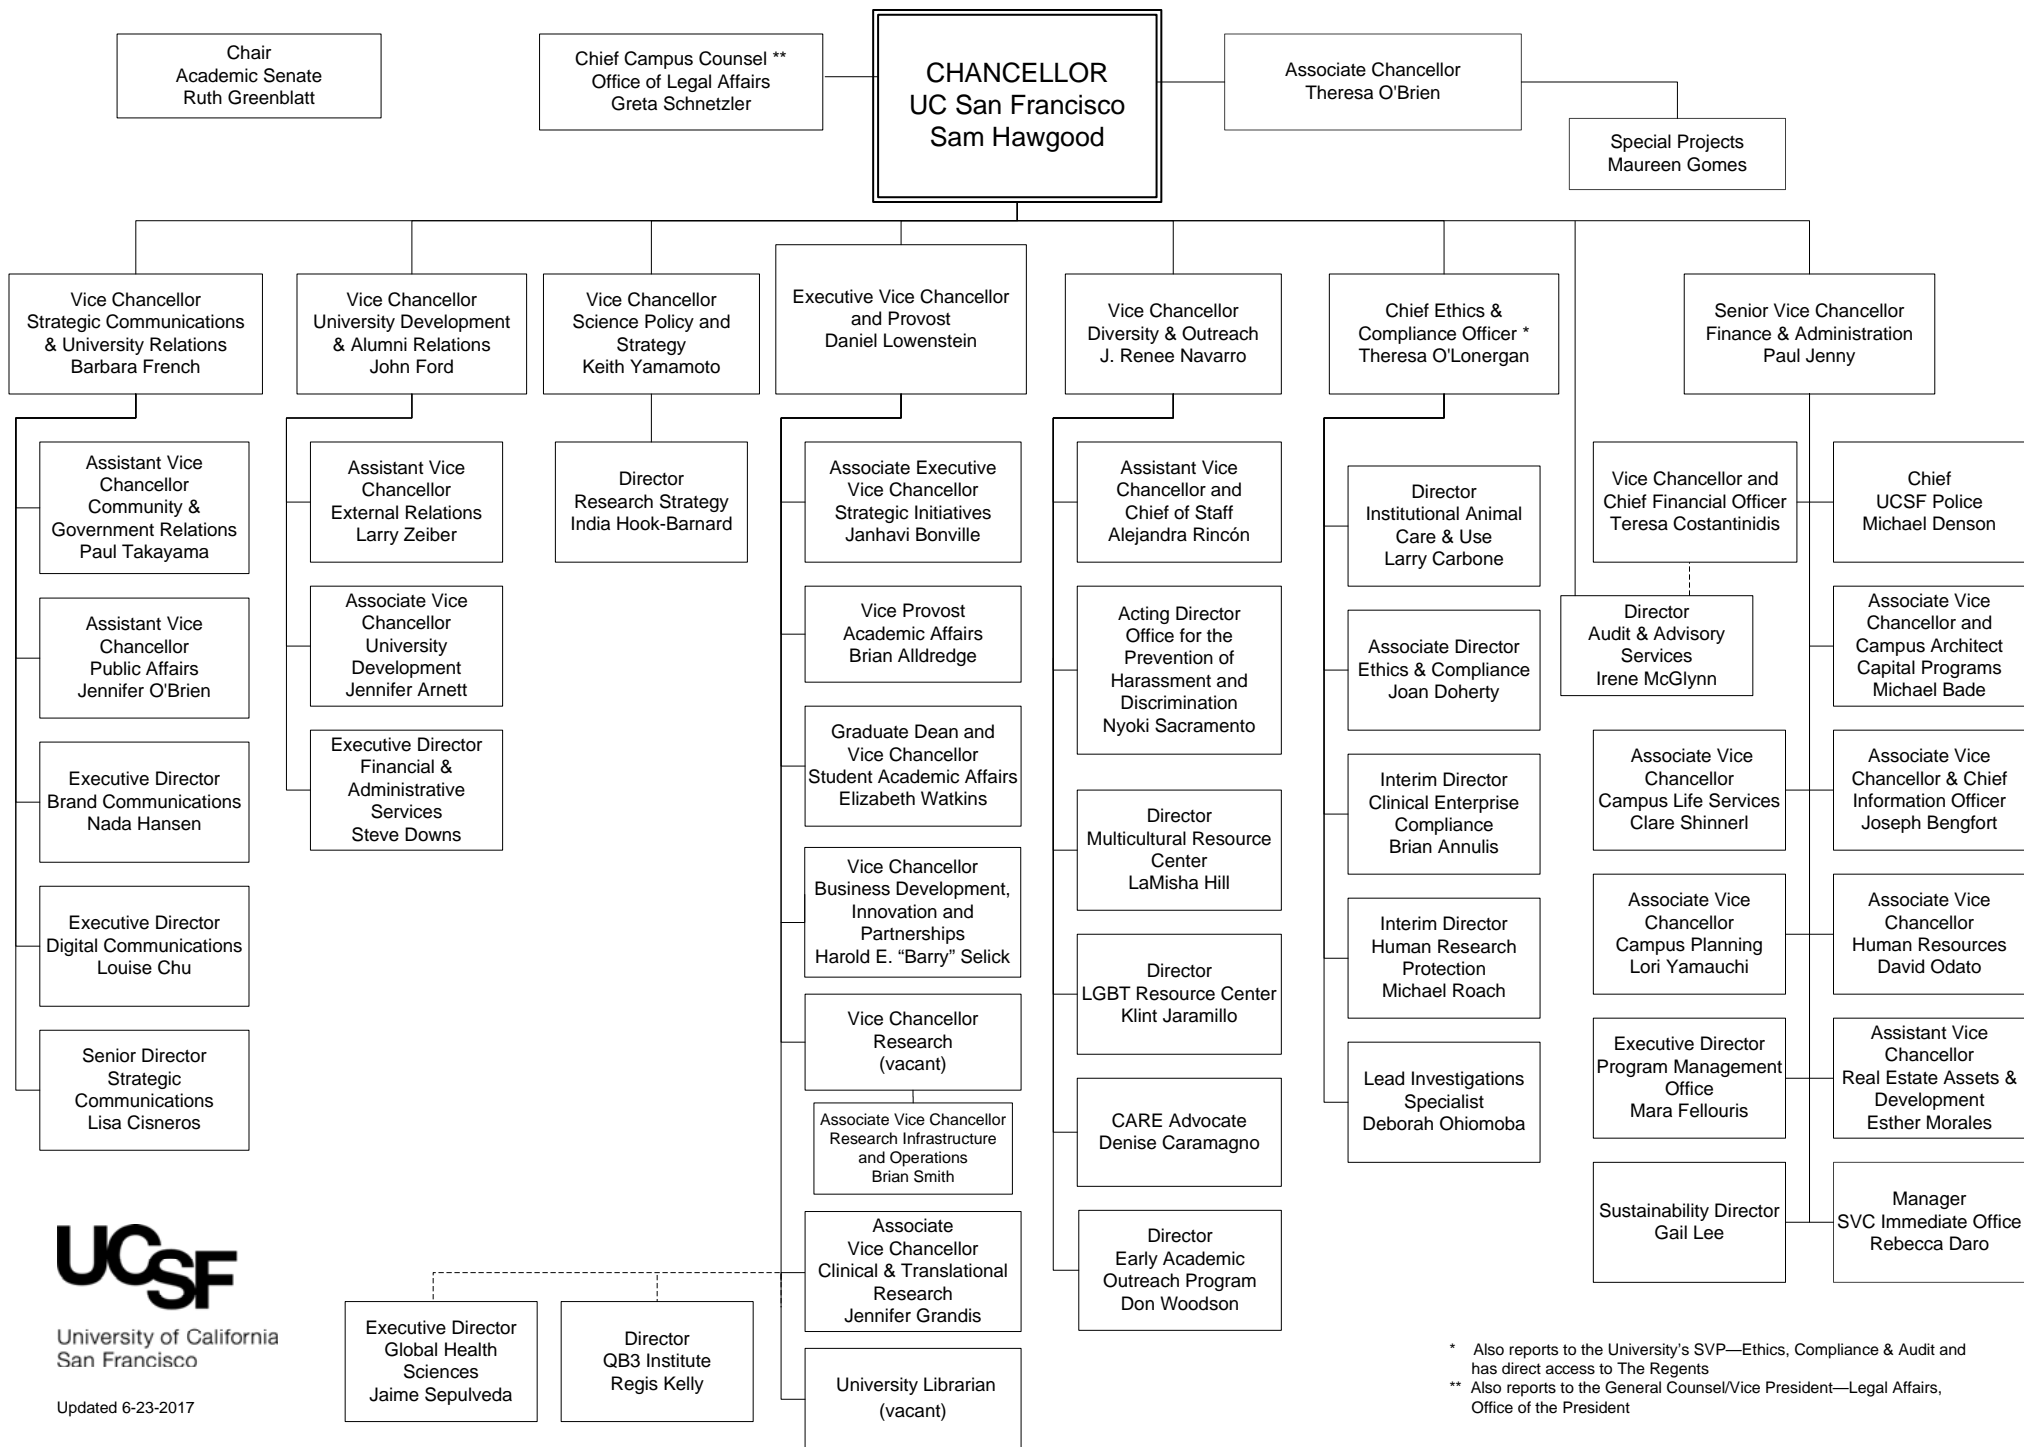 Chair
Academic Senate
Ruth Greenblatt
Chief Campus Counsel **
Office of Legal Affairs
Greta Schnetzler
CHANCELLOR
UC San Francisco
Sam Hawgood
Associate Chancellor
Theresa O'Brien
Special Projects
Maureen Gomes
Vice Chancellor
Strategic Communications
& University Relations
Barbara French
Vice Chancellor
University Development
& Alumni Relations
John Ford
Vice Chancellor
Science Policy and
Strategy
Keith Yamamoto
Executive Vice Chancellor
and Provost
Daniel Lowenstein
Vice Chancellor
Diversity & Outreach
J. Renee Navarro
Chief Ethics &
Compliance Officer *
Theresa O'Lonergan
Senior Vice Chancellor
Finance & Administration
Paul Jenny
Assistant Vice
Chancellor
Community &
Government Relations
Paul Takayama
Assistant Vice
Chancellor
Public Affairs
Jennifer O'Brien
Executive Director
Brand Communications
Nada Hansen
Executive Director
Digital Communications
Louise Chu
Senior Director
Strategic
Communications
Lisa Cisneros
Assistant Vice
Chancellor
External Relations
Larry Zeiber
Associate Vice
Chancellor
University
Development
Jennifer Arnett
Executive Director
Financial &
Administrative
Services
Steve Downs
Director
Research Strategy
India Hook-Barnard
Associate Executive
Vice Chancellor
Strategic Initiatives
Janhavi Bonville
Vice Provost
Academic Affairs
Brian Alldredge
Graduate Dean and
Vice Chancellor
Student Academic Affairs
Elizabeth Watkins
Vice Chancellor
Business Development,
Innovation and
Partnerships
Harold E. “Barry” Selick
Vice Chancellor
Research
(vacant)
Associate Vice Chancellor
Research Infrastructure
and Operations
Brian Smith
Associate
Vice Chancellor
Clinical & Translational
Research
Jennifer Grandis
Executive Director
Global Health
Sciences
Jaime Sepulveda
Director
QB3 Institute
Regis Kelly
University Librarian
(vacant)
Assistant Vice
Chancellor and
Chief of Staff
Alejandra Rincón
Acting Director
Office for the
Prevention of
Harassment and
Discrimination
Nyoki Sacramento
Director
Multicultural Resource
Center
LaMisha Hill
Director
LGBT Resource Center
Klint Jaramillo
CARE Advocate
Denise Caramagno
Director
Early Academic
Outreach Program
Don Woodson
Director
Institutional Animal
Care & Use
Larry Carbone
Associate Director
Ethics & Compliance
Joan Doherty
Interim Director
Clinical Enterprise
Compliance
Brian Annulis
Interim Director
Human Research
Protection
Michael Roach
Lead Investigations
Specialist
Deborah Ohiomoba
Vice Chancellor and
Chief Financial Officer
Teresa Costantinidis
Director
Audit & Advisory
Services
Irene McGlynn
Associate Vice
Chancellor
Campus Life Services
Clare Shinnerl
Associate Vice
Chancellor
Campus Planning
Lori Yamauchi
Executive Director
Program Management
Office
Mara Fellouris
Sustainability Director
Gail Lee
Chief
UCSF Police
Michael Denson
Associate Vice
Chancellor and
Campus Architect
Capital Programs
Michael Bade
Associate Vice
Chancellor & Chief
Information Officer
Joseph Bengfort
Associate Vice
Chancellor
Human Resources
David Odato
Assistant Vice
Chancellor
Real Estate Assets &
Development
Esther Morales
Manager
SVC Immediate Office
Rebecca Daro
UCSF
University of California
San Francisco
Updated 6-23-2017
* Also reports to the University’s SVP—Ethics, Compliance & Audit and
has direct access to The Regents
** Also reports to the General Counsel/Vice President—Legal Affairs,
Office of the President